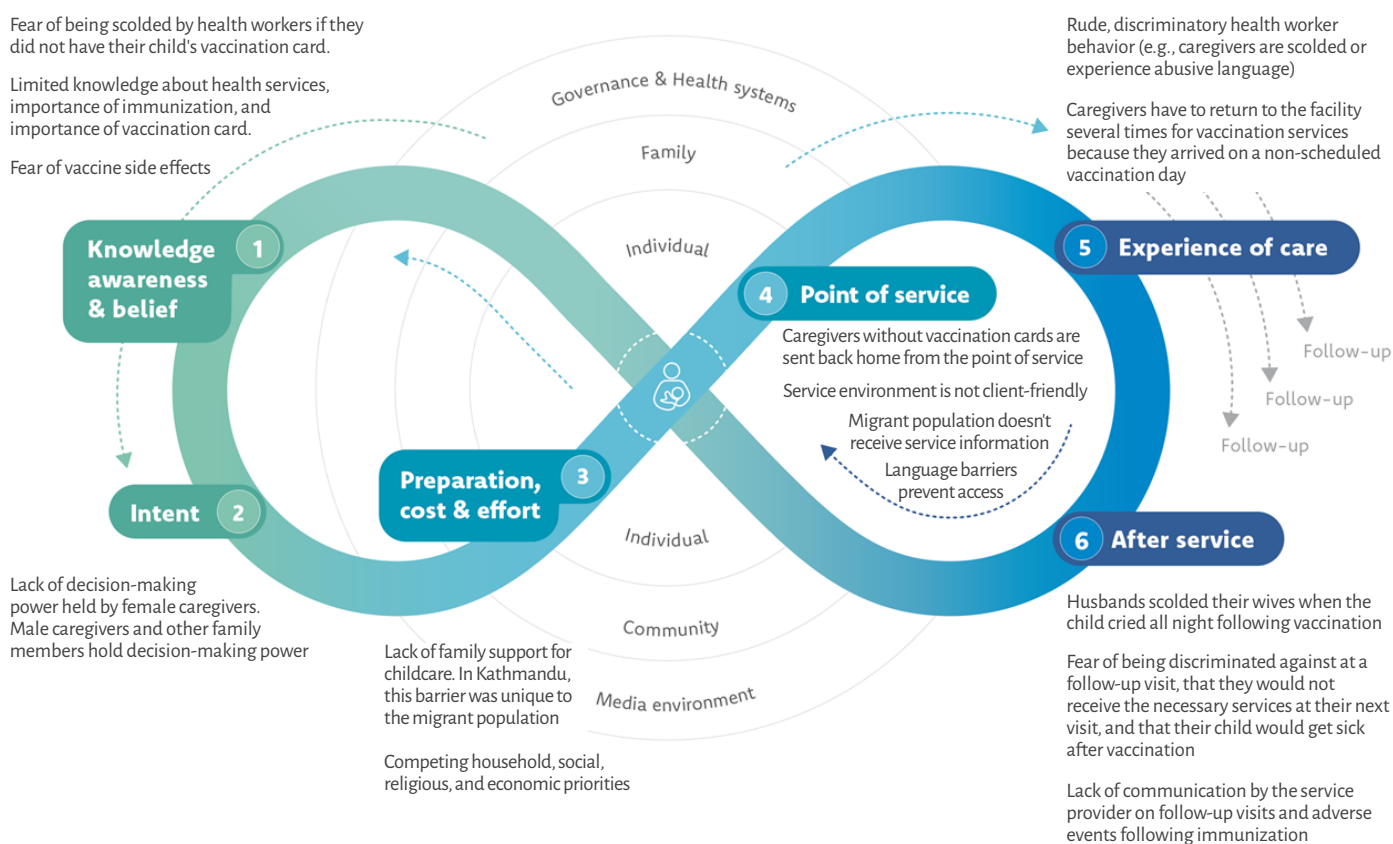 Fear of being scolded by health workers if they
did not have their child's vaccination card.
Limited knowledge about health services,
importance of immunization, and
importance of vaccination card.
Fear of vaccine side effects
Knowledge
awareness
& belief
1
Intent
2
Lack of decision-making
power held by female caregivers.
Male caregivers and other family
members hold decision-making power
Governance & Health systems
Family
Individual
Preparation,
cost & effort
3
Lack of family support for
childcare. In Kathmandu,
this barrier was unique to
the migrant population
Competing household, social,
religious, and economic priorities
Individual
Community
Media environment
4
Point of service
Caregivers without vaccination cards are
sent back home from the point of service
Service environment is not client-friendly
Migrant population doesn't
receive service information
Language barriers
prevent access
Rude, discriminatory health worker
behavior (e.g., caregivers are scolded or
experience abusive language)
Caregivers have to return to the facility
several times for vaccination services
because they arrived on a non-scheduled
vaccination day
5
Experience of care
Follow-up
Follow-up
Follow-up
6
After service
Husbands scolded their wives when the
child cried all night following vaccination
Fear of being discriminated against at a
follow-up visit, that they would not
receive the necessary services at their next
visit, and that their child would get sick
after vaccination
Lack of communication by the service
provider on follow-up visits and adverse
events following immunization